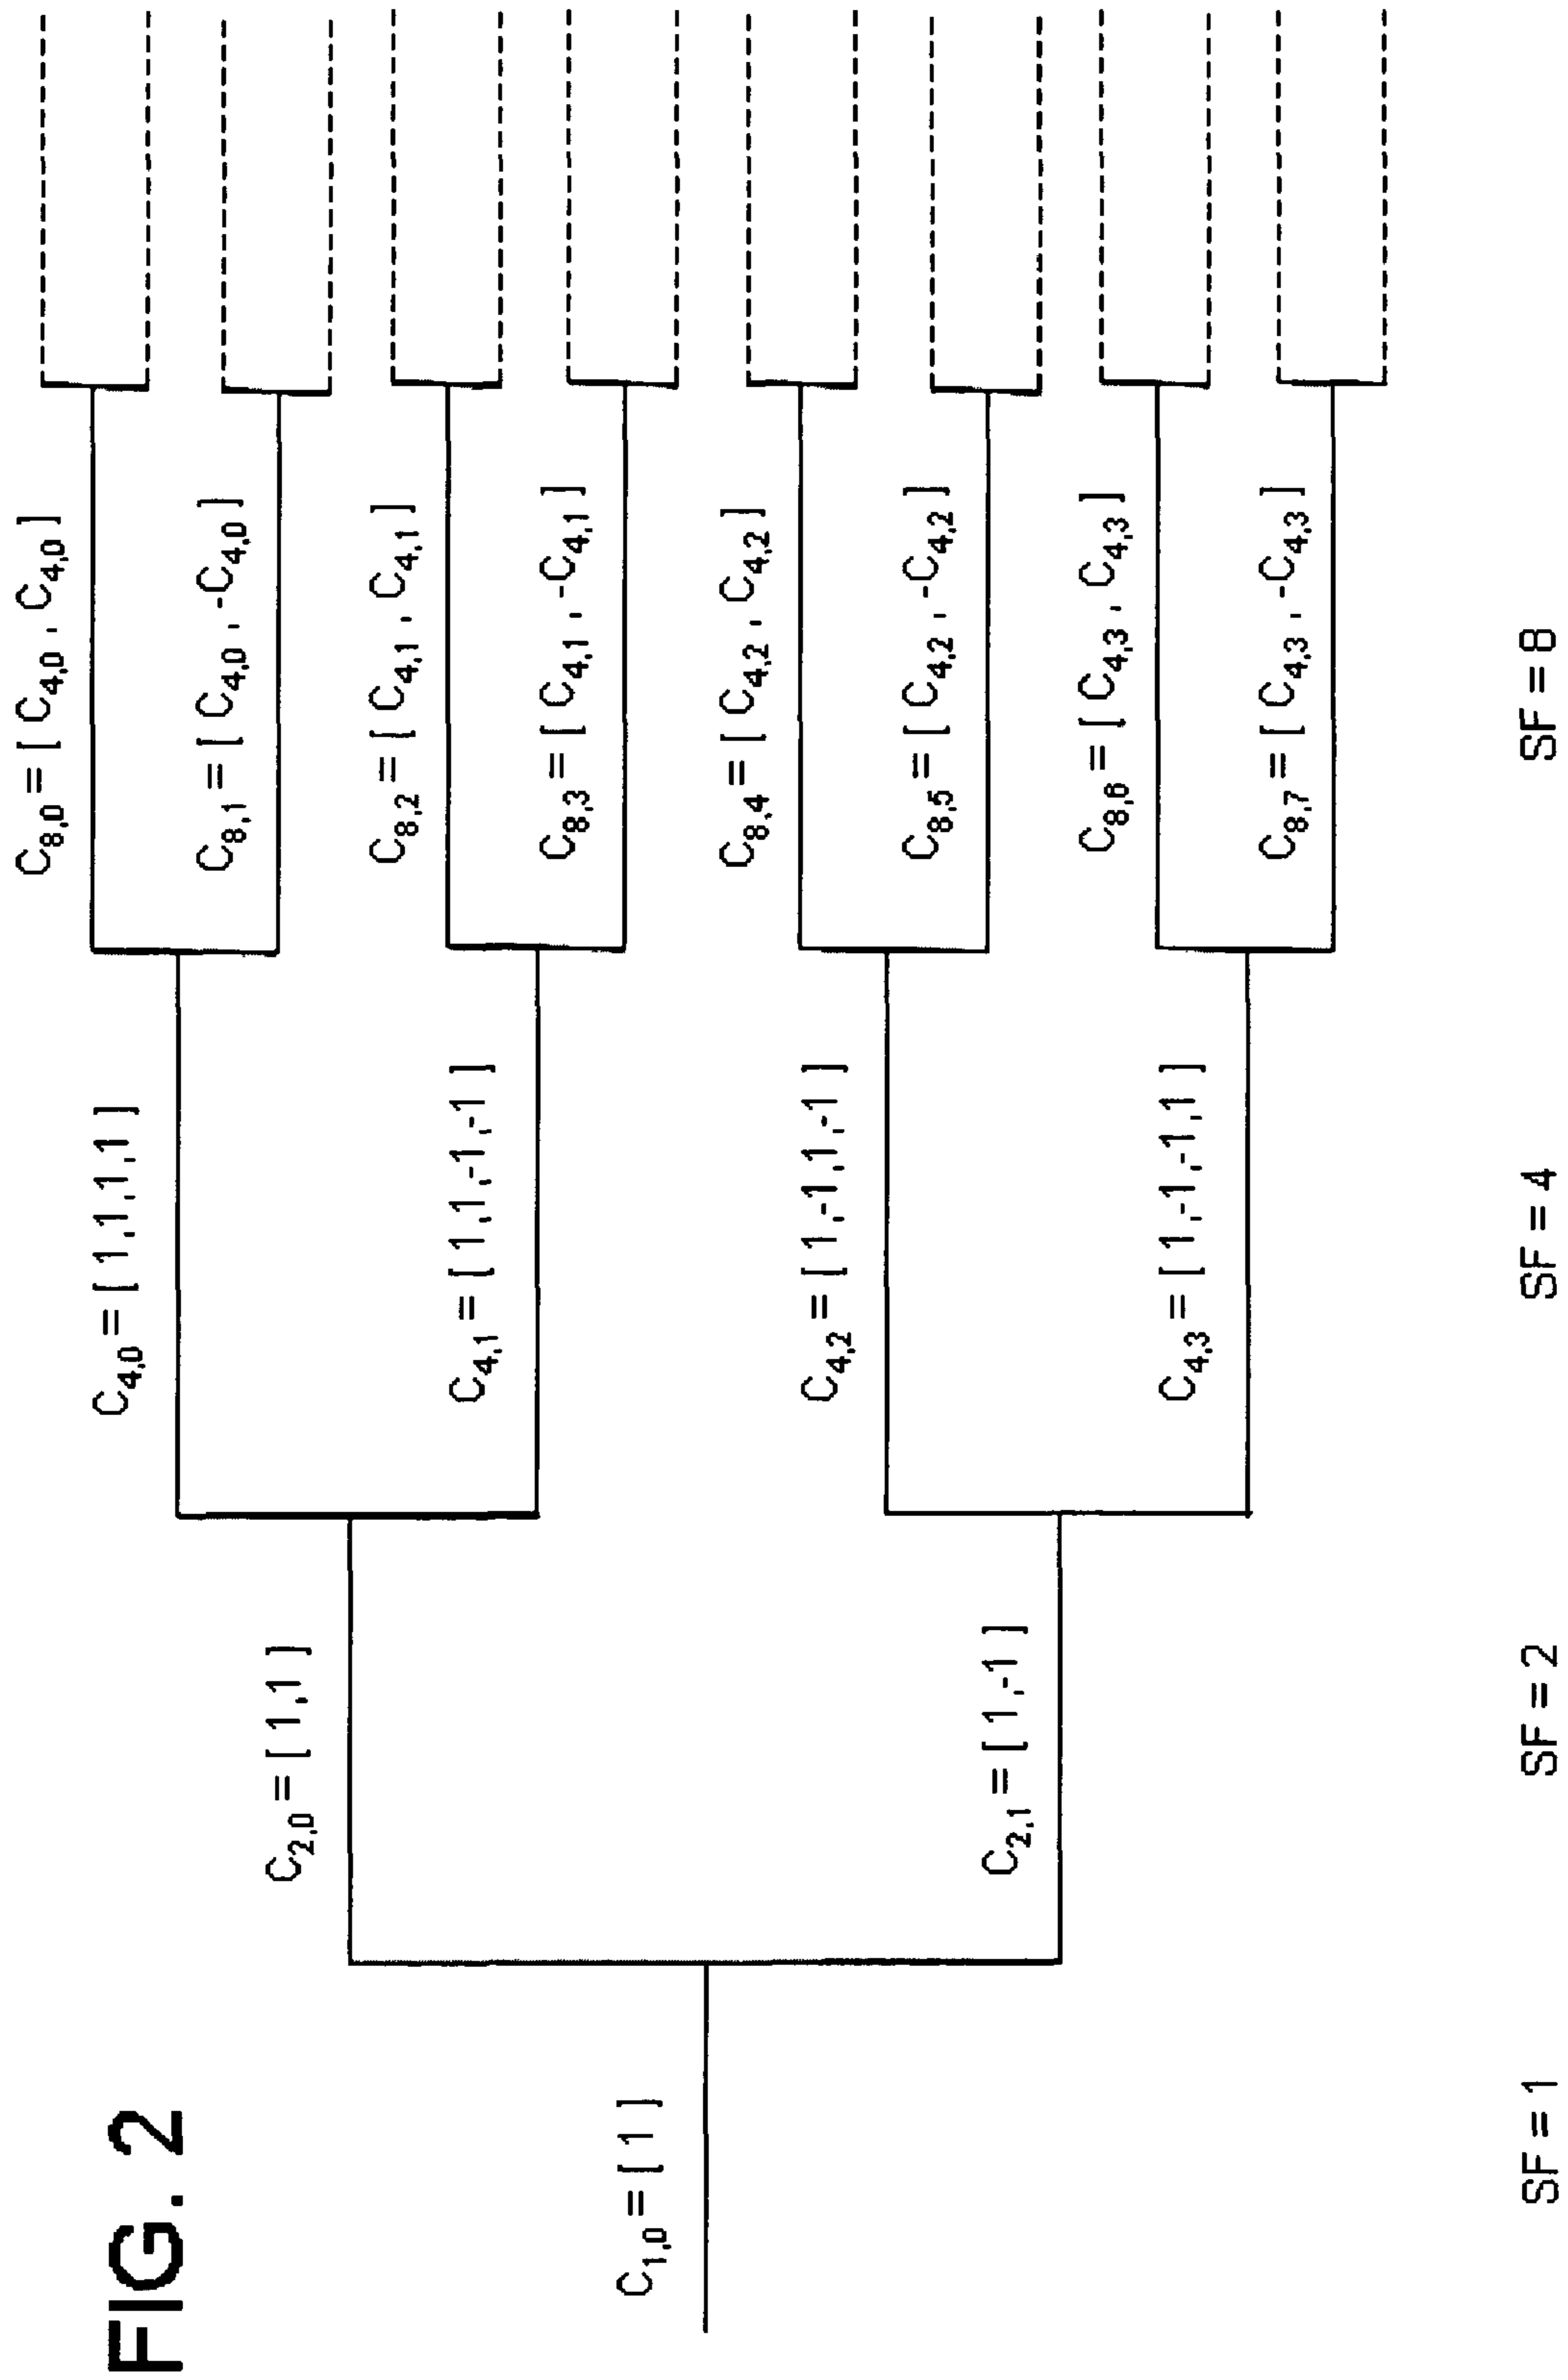 FIG. 2
C1,0 = [ 1 ]
C2,0 = [ 1,1 ]
C2,1 = [ 1,-1 ]
C4,0 = [ 1,1,1,1 ]
C4,1 = [ 1,1,-1,-1 ]
C4,2 = [ 1,-1,1,-1 ]
C4,3 = [ 1,-1,-1,1 ]
C8,0 = [ C4,0 , C4,0 ]
C8,1 = [ C4,0 , -C4,0 ]
C8,2 = [ C4,1 , C4,1 ]
C8,3 = [ C4,1 , -C4,1 ]
C8,4 = [ C4,2 , C4,2 ]
C8,5 = [ C4,2 , -C4,2 ]
C8,6 = [ C4,3 , C4,3 ]
C8,7 = [ C4,3 , -C4,3 ]
SF = 1
SF = 2
SF = 4
SF = 8